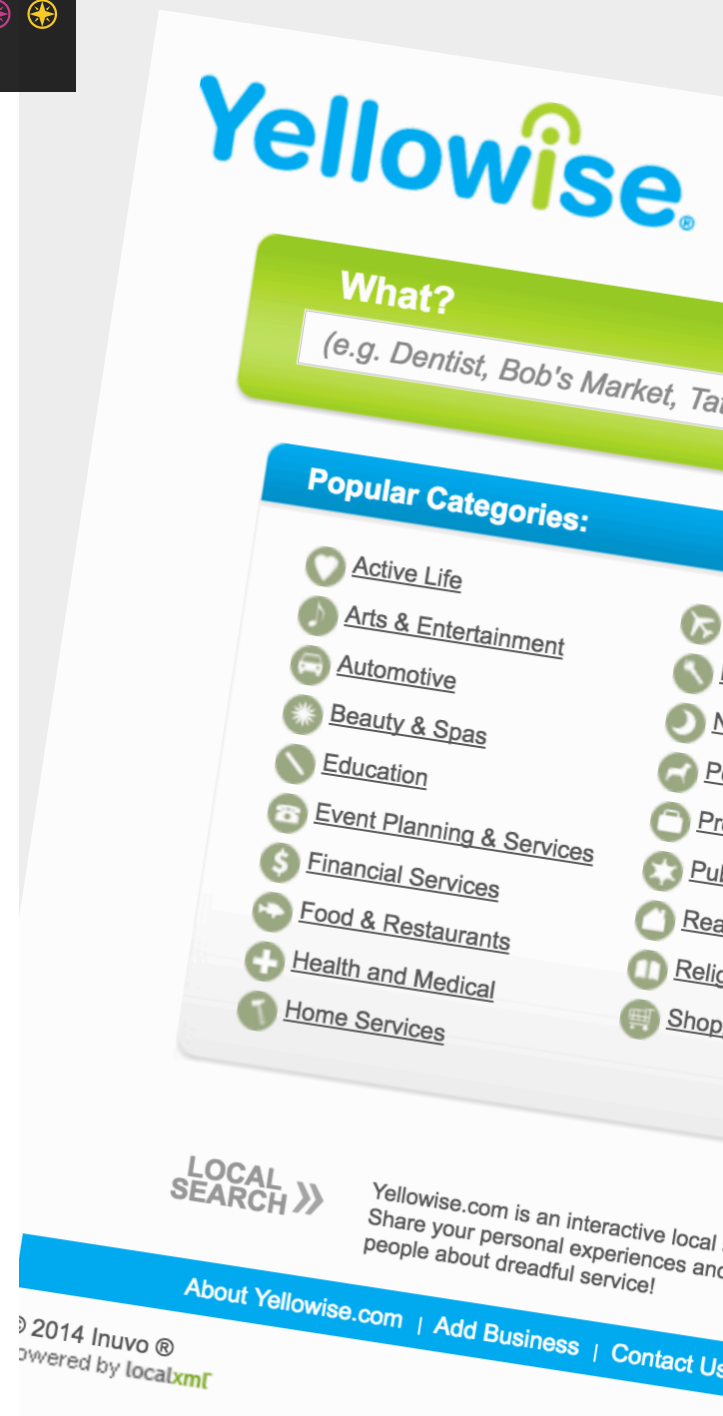 Yellowise®
What?
(e.g. Dentist, Bob's Market,
Popular Categories:
Active Life
Arts & Entertainment
Automotive
Beauty & Spas
Education
Event Planning & Services
Financial Services
Food & Restaurants
Health and Medical
Home Services
LOCAL
SEARCH
Yellowise.com is an interactive local
Share your personal experiences and
people about dreadful service!
About Yellowise.com | Add Business | Contact Us
© 2014 Inuvo ®
powered by localxml